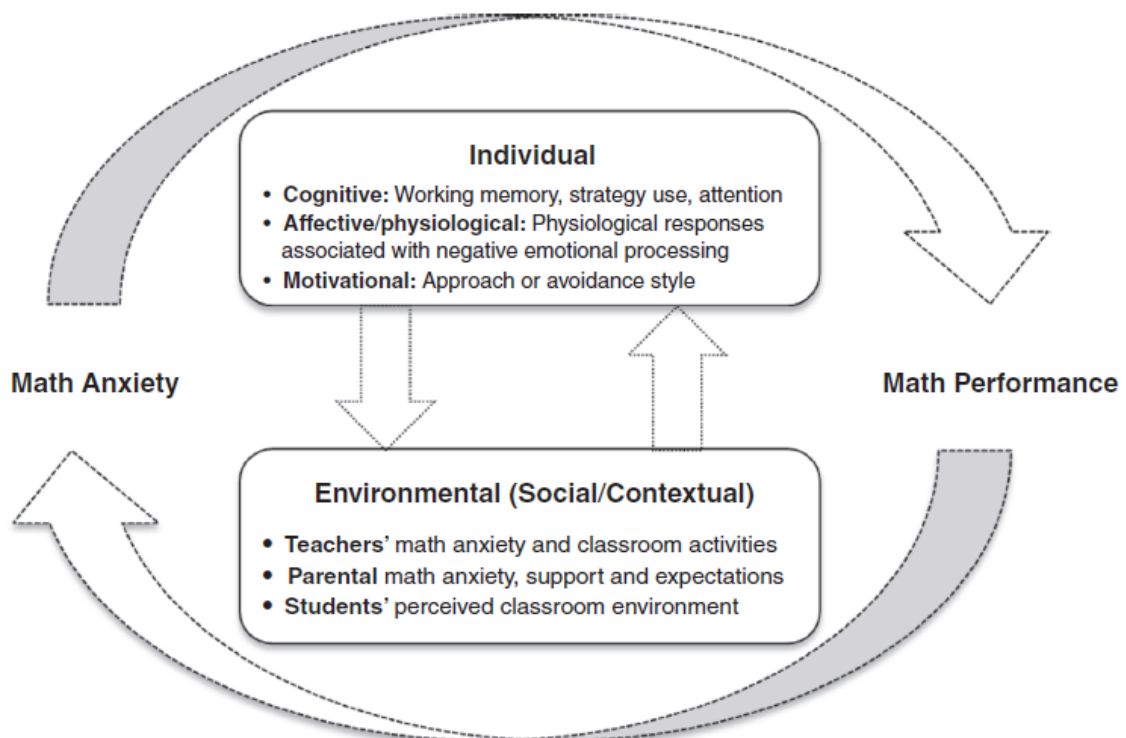 Individual
• Cognitive: Working memory, strategy use, attention
• Affective/physiological: Physiological responses
associated with negative emotional processing
• Motivational: Approach or avoidance style
Math Anxiety
Math Performance
Environmental (Social/Contextual)
• Teachers’ math anxiety and classroom activities
• Parental math anxiety, support and expectations
• Students’ perceived classroom environment